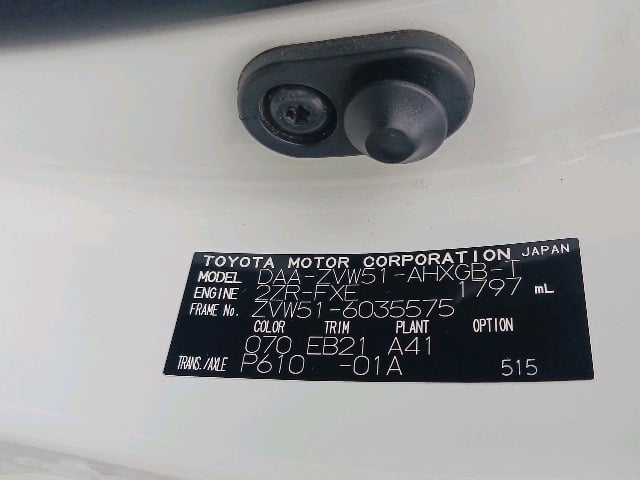 TOYOTA MOTOR CORPORATION JAPAN
MODEL DAA-ZVW51-AHXGB-T
ENGINE 2ZR-FXE 1797 mL
FRAME No. ZVW51-6035575
COLOR TRIM PLANT OPTION
070 EB21 A41
TRANS./AXLE P610 -01A 515